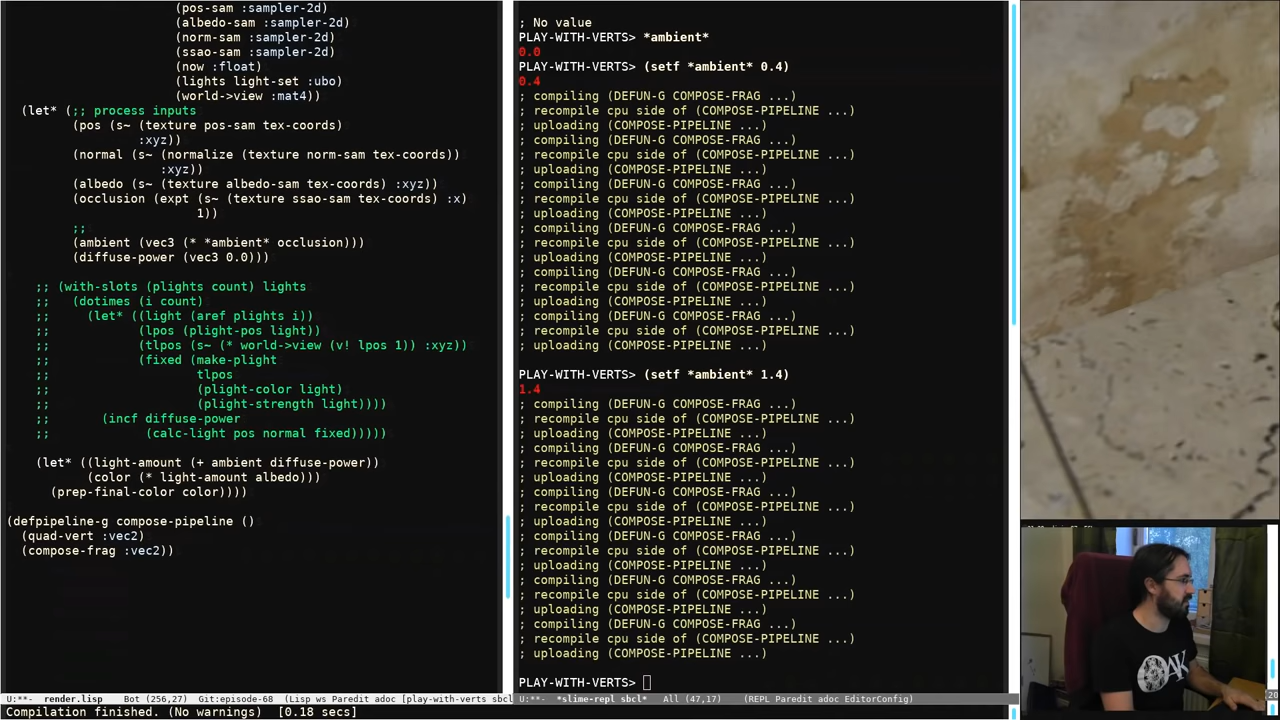 (pos-sam :sampler-2d)
(albedo-sam :sampler-2d)
(norm-sam :sampler-2d)
(ssao-sam :sampler-2d)
(now :float)
(lights light-set :ubo)
(world->view :mat4))
(let* (;; process inputs
(pos (s~ (texture pos-sam tex-coords)
:xyz))
(normal (s~ (normalize (texture norm-sam tex-coords))
:xyz))
(albedo (s~ (texture albedo-sam tex-coords) :xyz))
(occlusion (expt (s~ (texture ssao-sam tex-coords) :x)
1))
;;
(ambient (vec3 (* *ambient* occlusion)))
(diffuse-power (vec3 0.0)))
;; (with-slots (plights count) lights
;;   (dotimes (i count)
;;     (let* ((light (aref plights i))
;;            (lpos (plight-pos light))
;;            (tlpos (s~ (* world->view (v! lpos 1)) :xyz))
;;            (fixed (make-plight
;;                    tlpos
;;                    (plight-color light)
;;                    (plight-strength light))))
;;       (incf diffuse-power
;;             (calc-light pos normal fixed)))))
(let* ((light-amount (+ ambient diffuse-power))
(color (* light-amount albedo)))
(prep-final-color color))))
(defpipeline-g compose-pipeline ()
(quad-vert :vec2)
(compose-frag :vec2))
U:**-  render.lisp    Bot (256,27)  Git:episode-68  (Lisp ws Paredit adoc [play-with-verts sbcl
Compilation finished. (No warnings)  [0.18 secs]
; No value
PLAY-WITH-VERTS> *ambient*
0.0
PLAY-WITH-VERTS> (setf *ambient* 0.4)
0.4
; compiling (DEFUN-G COMPOSE-FRAG ...)
; recompile cpu side of (COMPOSE-PIPELINE ...)
; uploading (COMPOSE-PIPELINE ...)
; compiling (DEFUN-G COMPOSE-FRAG ...)
; recompile cpu side of (COMPOSE-PIPELINE ...)
; uploading (COMPOSE-PIPELINE ...)
; compiling (DEFUN-G COMPOSE-FRAG ...)
; recompile cpu side of (COMPOSE-PIPELINE ...)
; uploading (COMPOSE-PIPELINE ...)
; compiling (DEFUN-G COMPOSE-FRAG ...)
; recompile cpu side of (COMPOSE-PIPELINE ...)
; uploading (COMPOSE-PIPELINE ...)
; compiling (DEFUN-G COMPOSE-FRAG ...)
; recompile cpu side of (COMPOSE-PIPELINE ...)
; uploading (COMPOSE-PIPELINE ...)
; compiling (DEFUN-G COMPOSE-FRAG ...)
; recompile cpu side of (COMPOSE-PIPELINE ...)
; uploading (COMPOSE-PIPELINE ...)
PLAY-WITH-VERTS> (setf *ambient* 1.4)
1.4
; compiling (DEFUN-G COMPOSE-FRAG ...)
; recompile cpu side of (COMPOSE-PIPELINE ...)
; uploading (COMPOSE-PIPELINE ...)
; compiling (DEFUN-G COMPOSE-FRAG ...)
; recompile cpu side of (COMPOSE-PIPELINE ...)
; uploading (COMPOSE-PIPELINE ...)
; compiling (DEFUN-G COMPOSE-FRAG ...)
; recompile cpu side of (COMPOSE-PIPELINE ...)
; uploading (COMPOSE-PIPELINE ...)
; compiling (DEFUN-G COMPOSE-FRAG ...)
; recompile cpu side of (COMPOSE-PIPELINE ...)
; uploading (COMPOSE-PIPELINE ...)
; compiling (DEFUN-G COMPOSE-FRAG ...)
; recompile cpu side of (COMPOSE-PIPELINE ...)
; uploading (COMPOSE-PIPELINE ...)
; compiling (DEFUN-G COMPOSE-FRAG ...)
; recompile cpu side of (COMPOSE-PIPELINE ...)
; uploading (COMPOSE-PIPELINE ...)
PLAY-WITH-VERTS>
U:**-  *slime-repl sbcl*   All (47,17)    (REPL Paredit adoc EditorConfig)
OAK
20